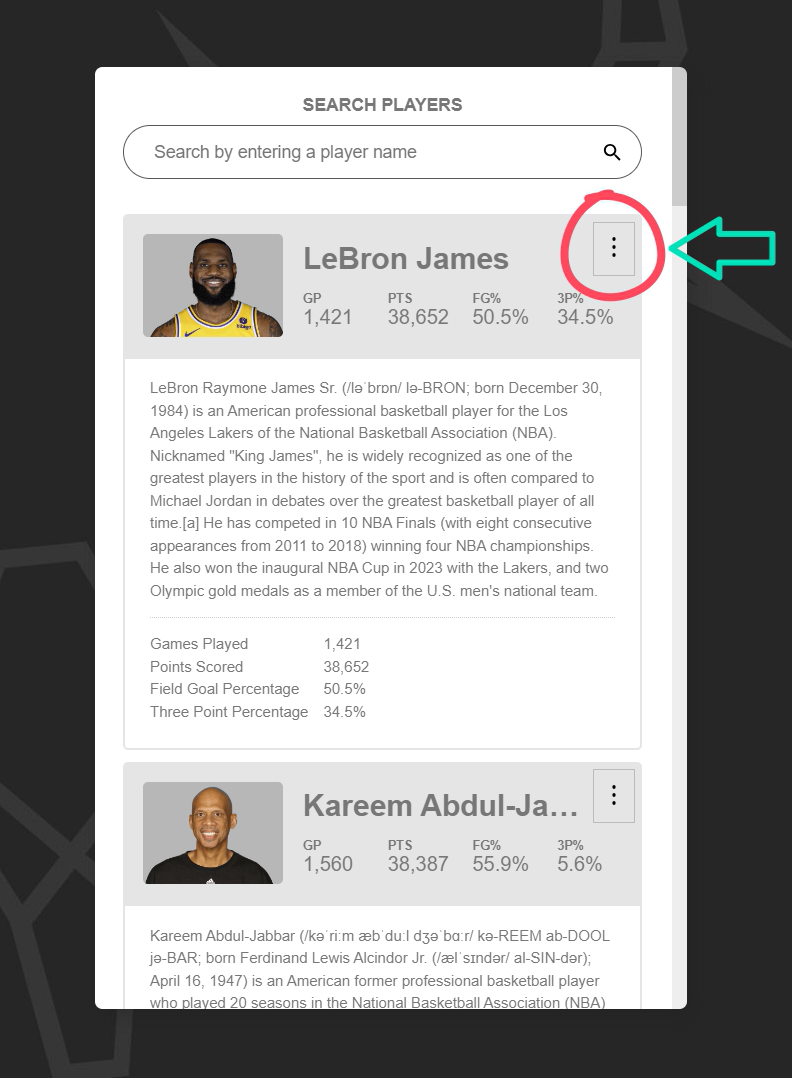 SEARCH PLAYERS
Search by entering a player name
LeBron James
GP PTS FG% 3P%
1,421 38,652 50.5% 34.5%
LeBron Raymone James Sr. (/ləˈbrɒn/ lə-BRON; born December 30,
1984) is an American professional basketball player for the Los
Angeles Lakers of the National Basketball Association (NBA).
Nicknamed "King James", he is widely recognized as one of the
greatest players in the history of the sport and is often compared to
Michael Jordan in debates over the greatest basketball player of all
time.[a] He has competed in 10 NBA Finals (with eight consecutive
appearances from 2011 to 2018) winning four NBA championships.
He also won the inaugural NBA Cup in 2023 with the Lakers, and two
Olympic gold medals as a member of the U.S. men's national team.
Games Played 1,421
Points Scored 38,652
Field Goal Percentage 50.5%
Three Point Percentage 34.5%
Kareem Abdul-Ja…
GP PTS FG% 3P%
1,560 38,387 55.9% 5.6%
Kareem Abdul-Jabbar (/kəˈriːm æbˈduːl dʒəˈbɑːr/ kə-REEM ab-DOOL
jə-BAR; born Ferdinand Lewis Alcindor Jr. (/ælˈsɪndər/ al-SIN-dər);
April 16, 1947) is an American former professional basketball player
who played 20 seasons in the National Basketball Association (NBA)